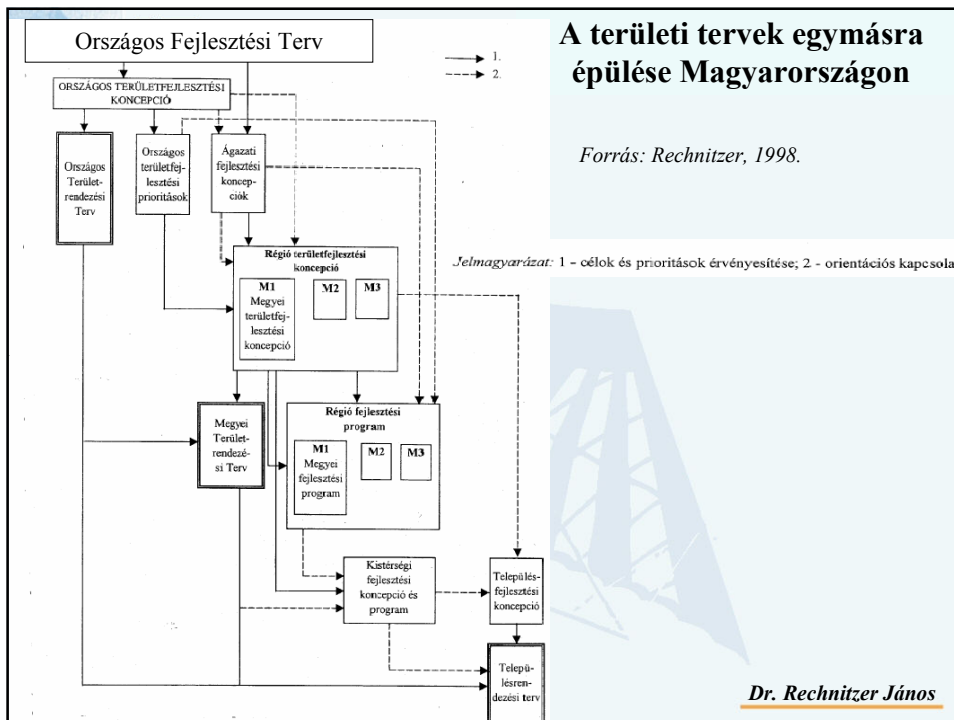 Országos Fejlesztési Terv
A területi tervek egymásra
épülése Magyarországon
Forrás: Rechnitzer, 1998.
1.
2.
ORSZÁGOS TERÜLETFEJLESZTÉSI
KONCEPCIÓ
Országos
Terület-
rendezési
Terv
Országos
területfej-
lesztési
prioritások
Ágazati
fejlesztési
koncep-
ciók
Régió területfejlesztési
koncepció
M1
Megyei
területfej-
lesztési
koncepció
M2
M3
Jelmagyarázat: 1 - célok és prioritások érvényesítése; 2 - orientációs kapcsola
Megyei
Terület-
rendezé-
si Terv
Régió fejlesztési
program
M1
Megyei
fejlesztési
program
M2
M3
Kistérségi
fejlesztési
koncepció és
program
Település-
fejlesztési
koncepció
Telepü-
lésren-
dezési terv
Dr. Rechnitzer János